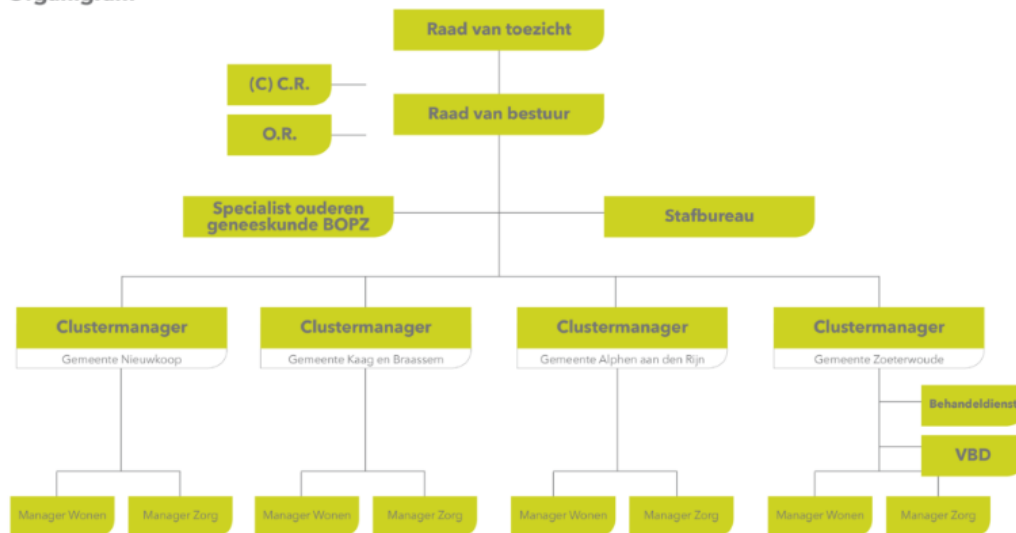 Raad van toezicht
(C) C.R.
Raad van bestuur
O.R.
Specialist ouderen
geneeskunde BOPZ
Stafbureau
Clustermanager
Gemeente Nieuwkoop
Clustermanager
Gemeente Kaag en Braassem
Clustermanager
Gemeente Alphen aan den Rijn
Clustermanager
Gemeente Zoeterwoude
Behandeldienst
VBD
Manager Wonen
Manager Zorg
Manager Wonen
Manager Zorg
Manager Wonen
Manager Zorg
Manager Wonen
Manager Zorg